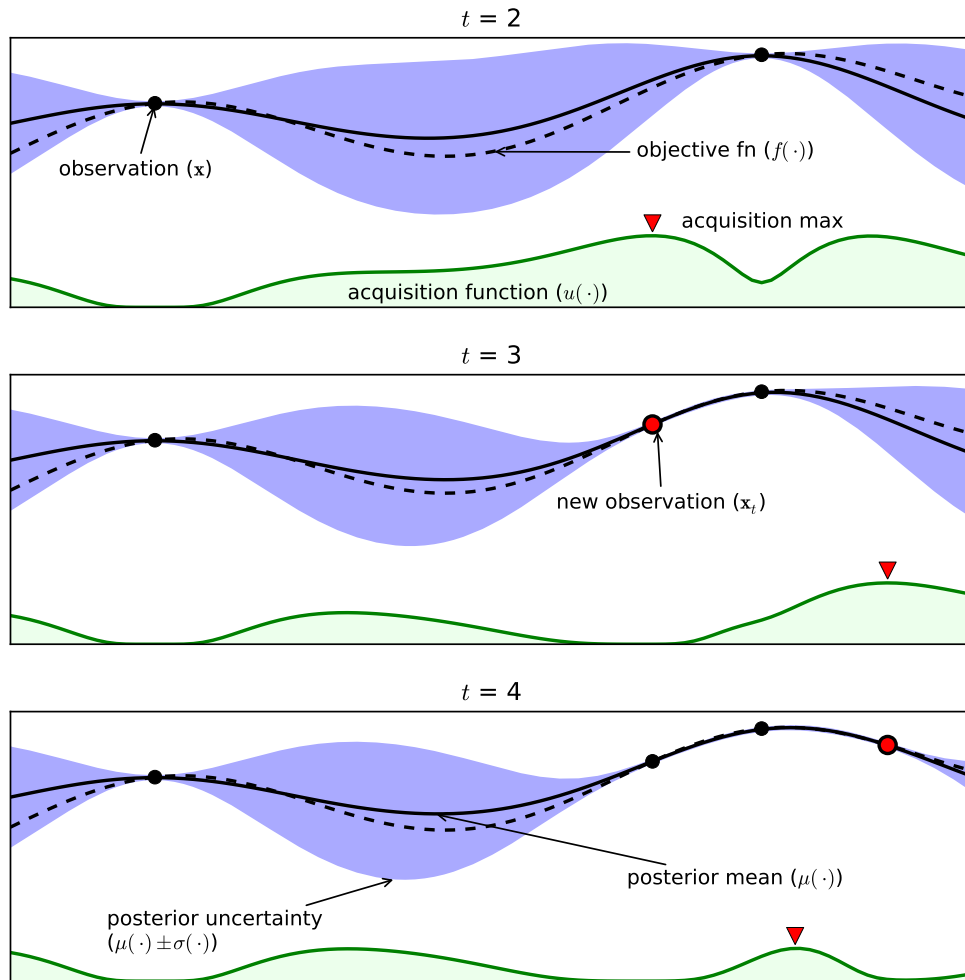 t = 2
observation (x)
objective fn (f(·))
acquisition max
acquisition function (u(·))
t = 3
new observation (xₜ)
t = 4
posterior mean (μ(·))
posterior uncertainty
(μ(·)±σ(·))